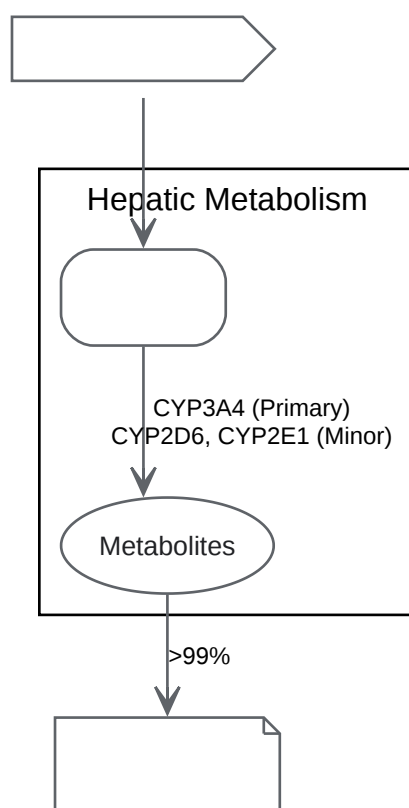 Hepatic Metabolism
CYP3A4 (Primary)
CYP2D6, CYP2E1 (Minor)
Metabolites
>99%